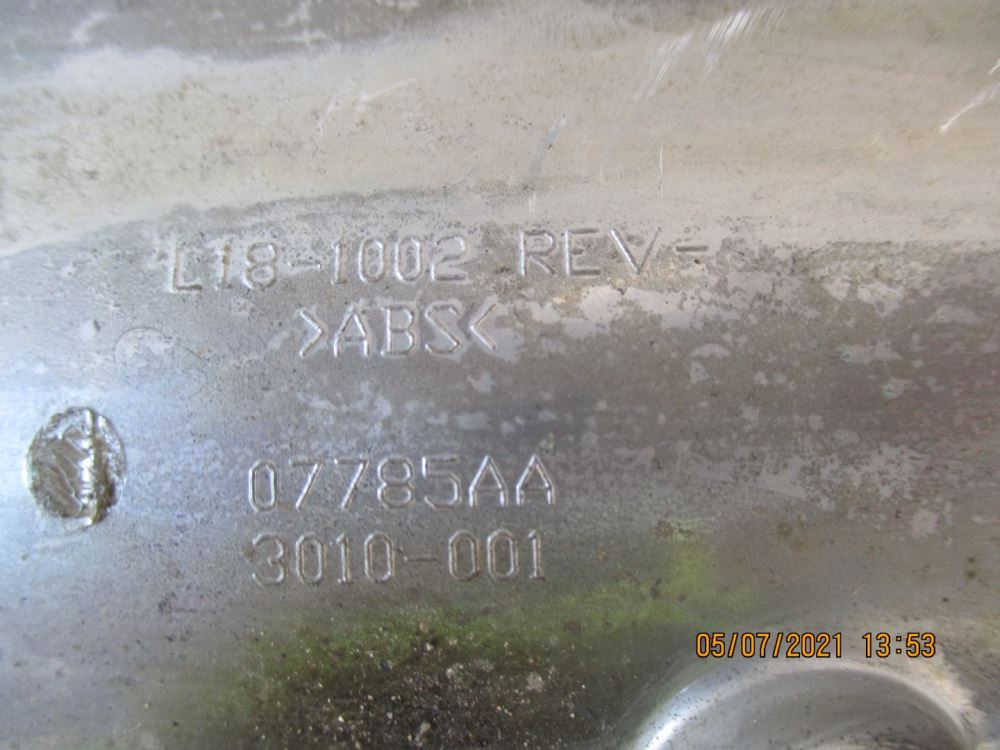 L18-1002 REV-
>ABS<
07785AA
3010-001
05/07/2021 13:53